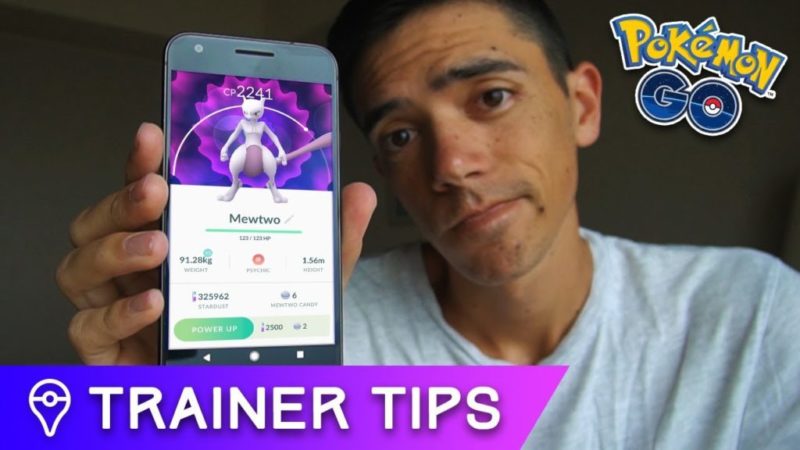 POKÉMON
GO
TM
CP2241
Mewtwo
123 / 123 HP
91.28kg
WEIGHT
PSYCHIC
1.56m
HEIGHT
325962
STARDUST
6
MEWTWO CANDY
POWER UP
2500
2
TRAINER TIPS